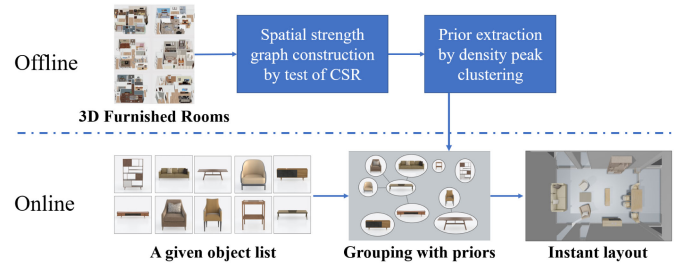 Offline
3D Furnished Rooms
Spatial strength
graph construction
by test of CSR
Prior extraction
by density peak
clustering
Online
A given object list
Grouping with priors
Instant layout